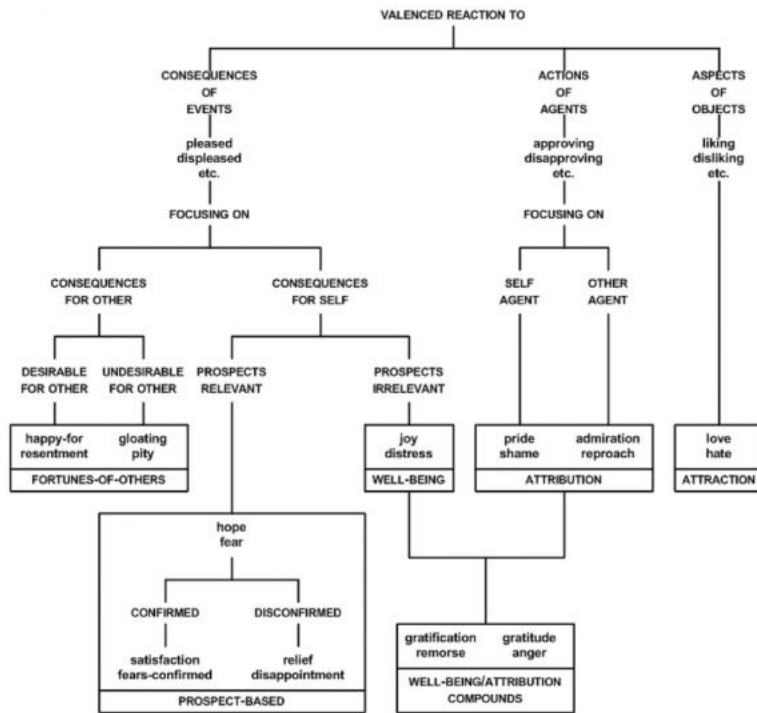 VALENCED REACTION TO
CONSEQUENCES
OF
EVENTS
ACTIONS
OF
AGENTS
ASPECTS
OF
OBJECTS
pleased
displeased
etc.
approving
disapproving
etc.
liking
disliking
etc.
FOCUSING ON
FOCUSING ON
CONSEQUENCES
FOR OTHER
CONSEQUENCES
FOR SELF
SELF
AGENT
OTHER
AGENT
DESIRABLE
FOR OTHER
UNDESIRABLE
FOR OTHER
PROSPECTS
RELEVANT
PROSPECTS
IRRELEVANT
happy-for
resentment
gloating
pity
FORTUNES-OF-OTHERS
joy
distress
WELL-BEING
pride
shame
admiration
reproach
ATTRIBUTION
love
hate
ATTRACTION
hope
fear
CONFIRMED
DISCONFIRMED
satisfaction
fears-confirmed
relief
disappointment
PROSPECT-BASED
gratification
remorse
gratitude
anger
WELL-BEING/ATTRIBUTION
COMPOUNDS